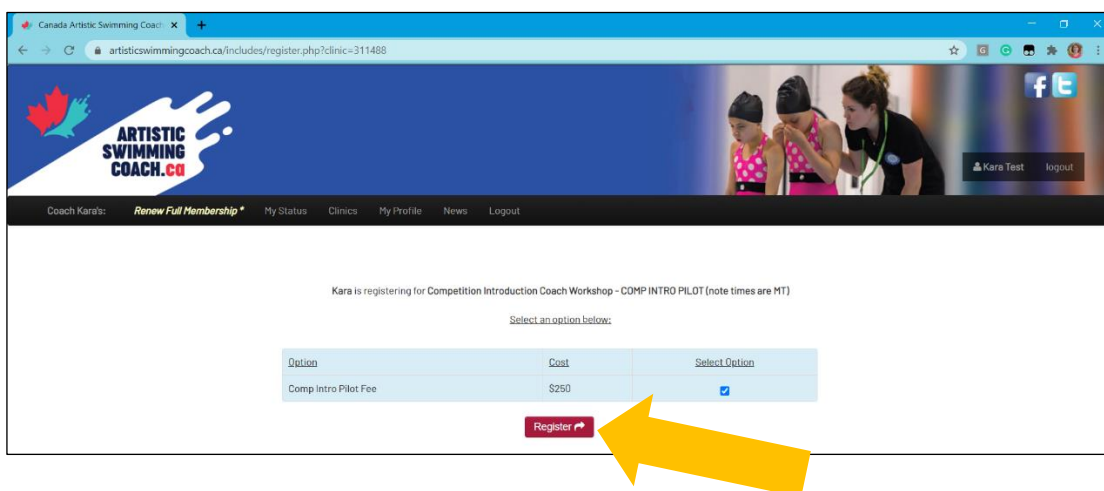 Canada Artistic Swimming Coach
artisticswimmingcoach.ca/includes/register.php?clinic=311488
ARTISTIC
SWIMMING
COACH.ca
Kara Test logout
Coach Kara's: Renew Full Membership * My Status Clinics My Profile News Logout
Kara is registering for Competition Introduction Coach Workshop - COMP INTRO PILOT (note times are MT)
Select an option below:
Option Cost Select Option
Comp Intro Pilot Fee $250
Register